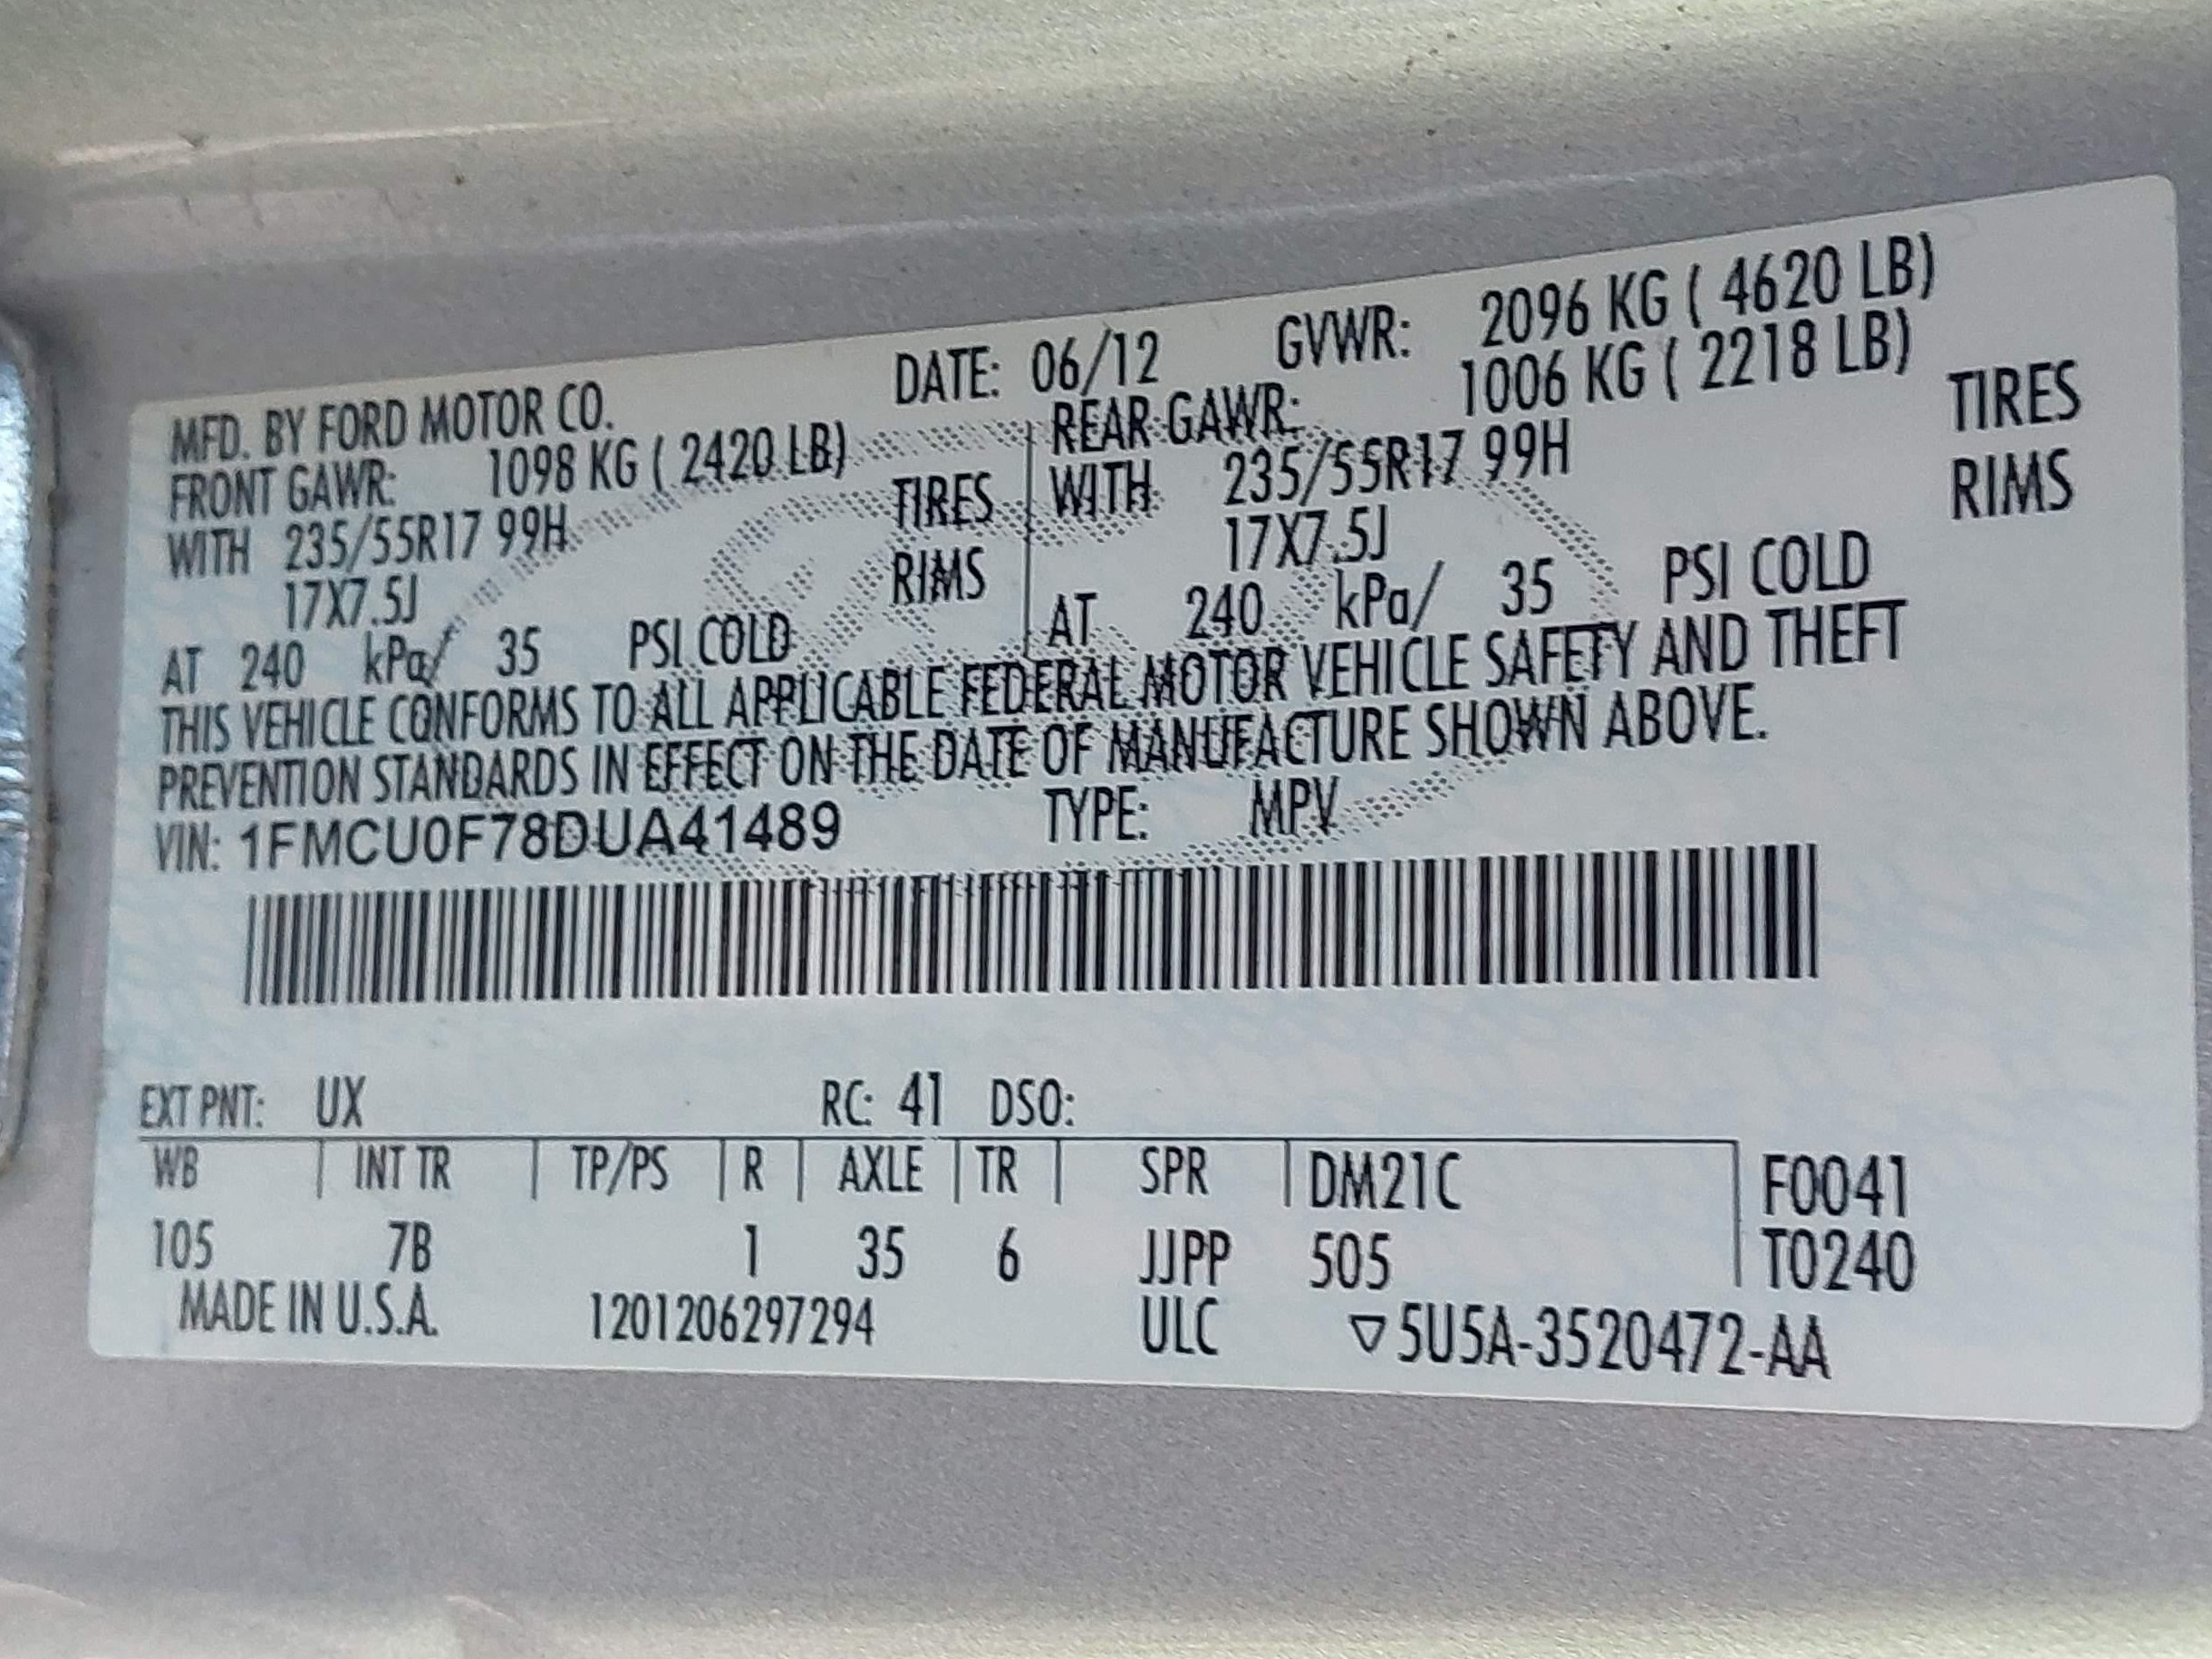 MFD. BY FORD MOTOR CO. DATE: 06/12 GVWR: 2096 KG ( 4620 LB)
FRONT GAWR: 1098 KG ( 2420 LB) REAR GAWR: 1006 KG ( 2218 LB)
WITH 235/55R17 99H TIRES WITH 235/55R17 99H TIRES
17X7.5J RIMS 17X7.5J RIMS
AT 240 kPa/ 35 PSI COLD AT 240 kPa/ 35 PSI COLD
THIS VEHICLE CONFORMS TO ALL APPLICABLE FEDERAL MOTOR VEHICLE SAFETY AND THEFT
PREVENTION STANDARDS IN EFFECT ON THE DATE OF MANUFACTURE SHOWN ABOVE.
VIN: 1FMCU0F78DUA41489 TYPE: MPV
EXT PNT: UX RC: 41 DSO:
WB | INT TR | TP/PS | R | AXLE | TR | SPR | DM21C F0041
105 7B 1 35 6 JJPP 505 T0240
MADE IN U.S.A. 1201206297294 ULC ▽5U5A-3520472-AA